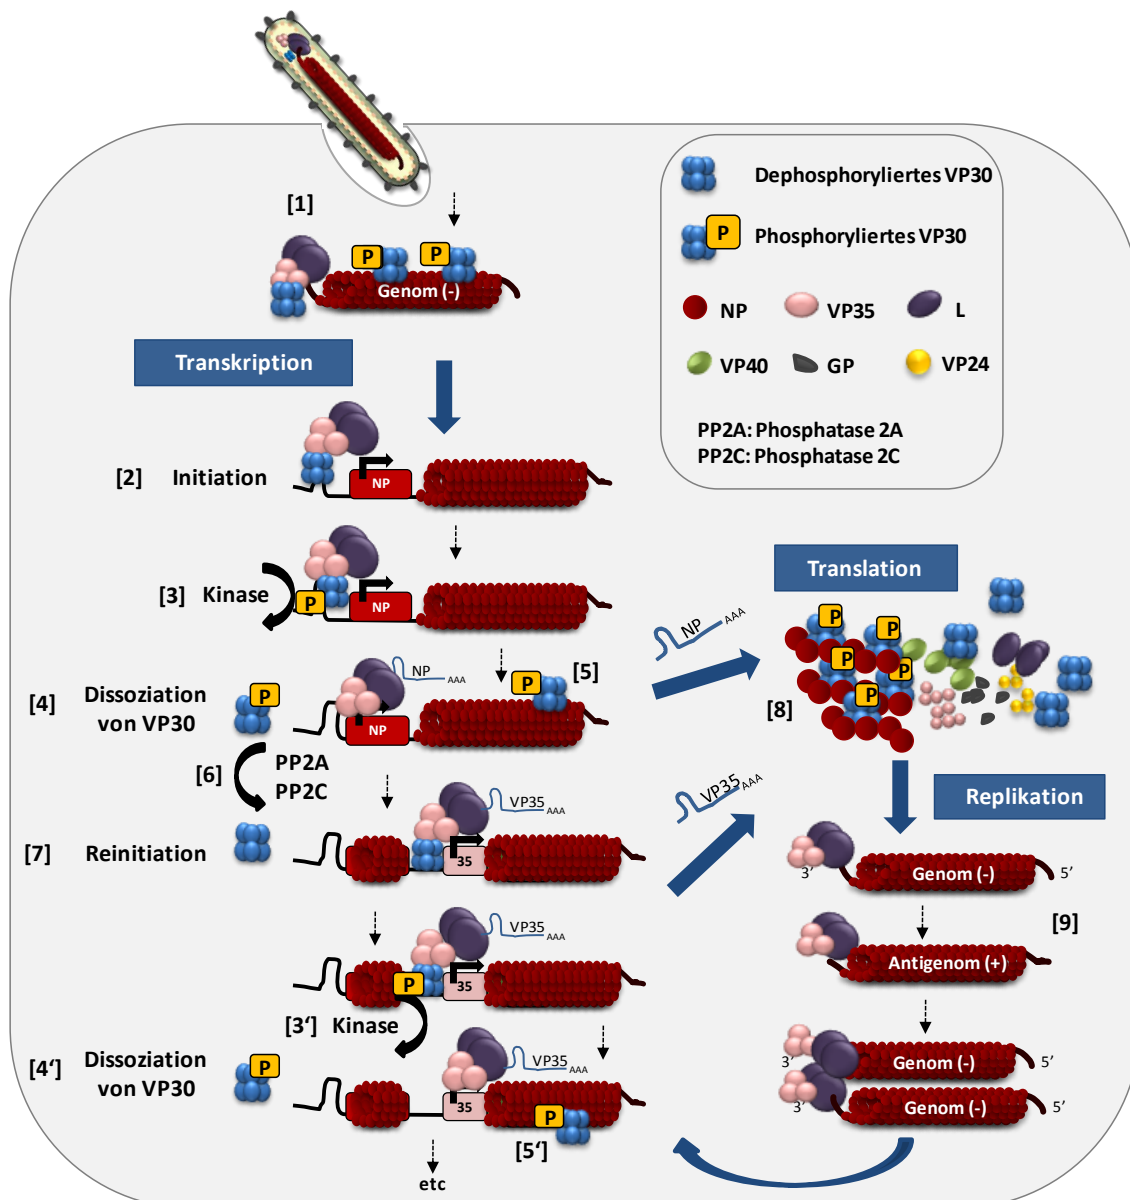 [1]
P
P
Genom (-)
Transkription
Dephosphoryliertes VP30
P
Phosphoryliertes VP30
NP
VP35
L
VP40
GP
VP24
PP2A: Phosphatase 2A
PP2C: Phosphatase 2C
[2] Initiation
NP
[3] Kinase
P
NP
[4] Dissoziation
von VP30
P
NP
AAA
NP
P
[5]
[6]
PP2A
PP2C
[7] Reinitiation
VP35
AAA
35
VP35
AAA
P
35
[3‘] Kinase
[4‘] Dissoziation
von VP30
P
VP35
AAA
35
P
[5‘]
etc
NP
AAA
VP35
AAA
Translation
P
P
P
P
P
[8]
Replikation
3’
Genom (-)
5’
[9]
Antigenom (+)
3’
Genom (-)
5’
3’
Genom (-)
5’